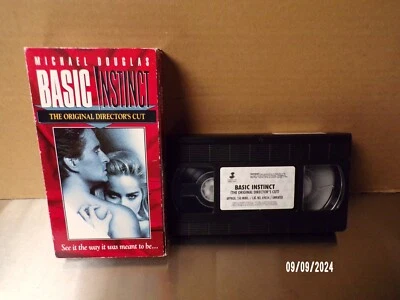 MICHAEL DOUGLAS
BASIC INSTINCT
THE ORIGINAL DIRECTOR'S CUT
See it the way it was meant to be...
BASIC INSTINCT
THE ORIGINAL DIRECTOR'S CUT
09/09/2024